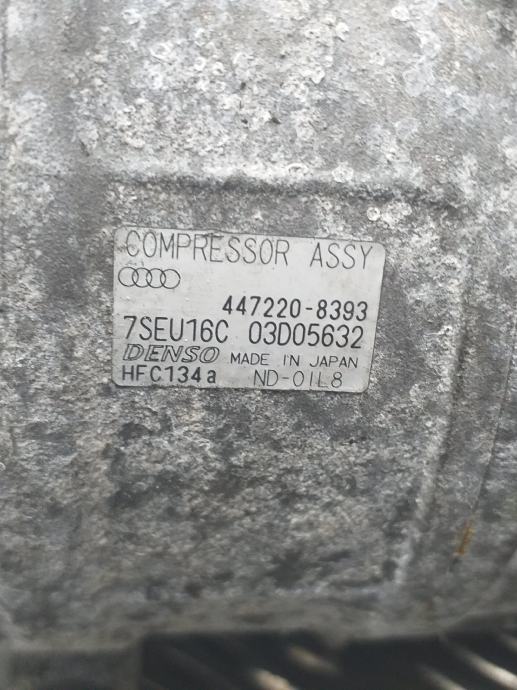 COMPRESSOR ASSY
447220-8393
7SEU16C 03D05632
DENSO MADE IN JAPAN
HFC134a ND-OIL8